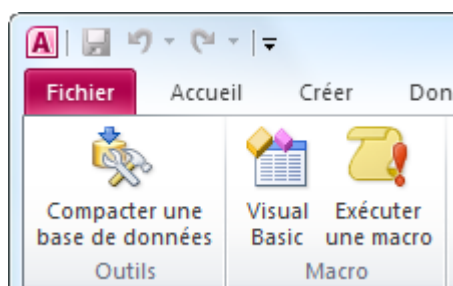 A
Fichier Accueil Créer Don
Compacter une base de données
Visual Basic
Exécuter une macro
Outils Macro